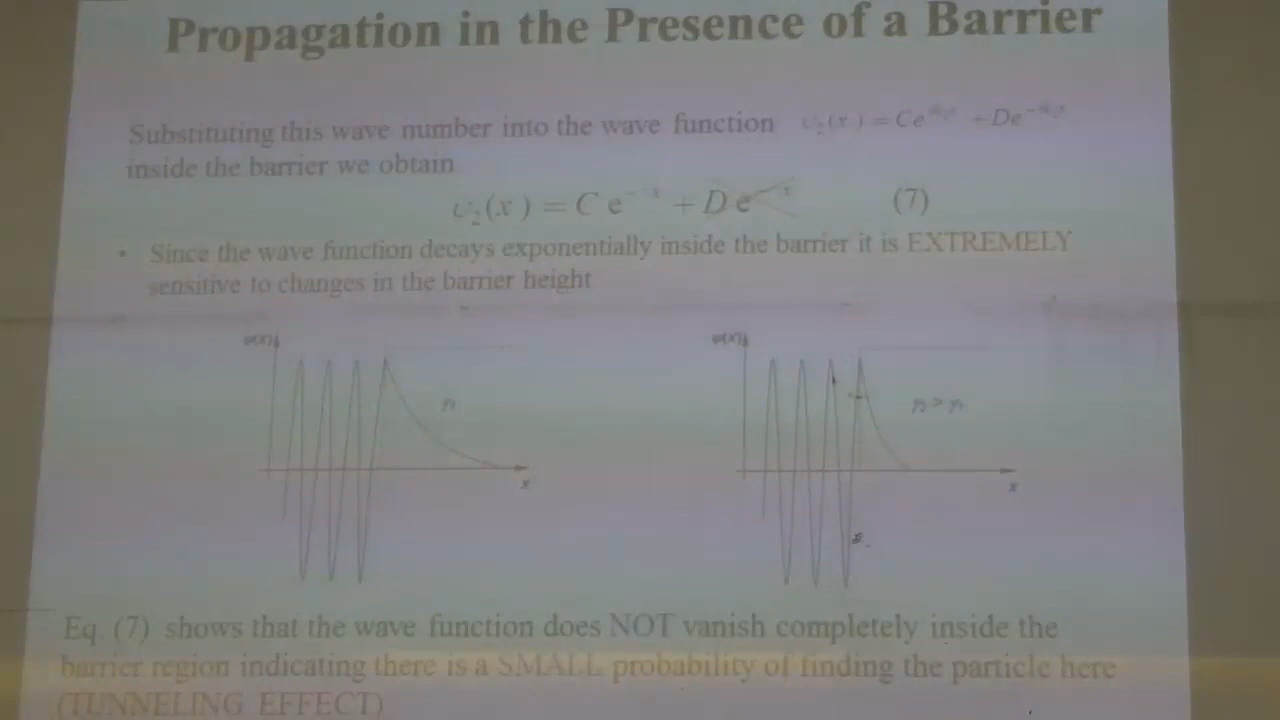 Propagation in the Presence of a Barrier
Substituting this wave number into the wave function
inside the barrier we obtain
(x) = C e + D e (7)
• Since the wave function decays exponentially inside the barrier it is EXTREMELY
sensitive to changes in the barrier height
x
x
Eq. (7) shows that the wave function does NOT vanish completely inside the
barrier region indicating there is a SMALL probability of finding the particle here
(TUNNELING EFFECT)